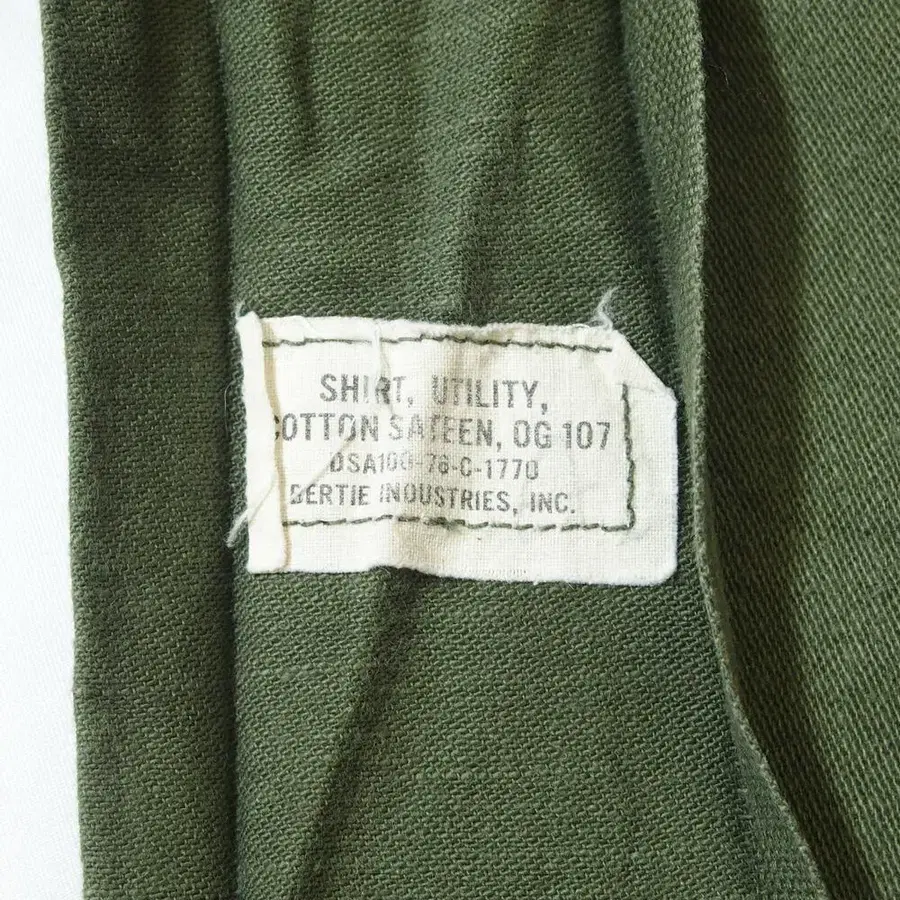 SHIRT, UTILITY,
COTTON SATEEN, OG 107
DSA100-76-C-1770
BERTIE INDUSTRIES, INC.